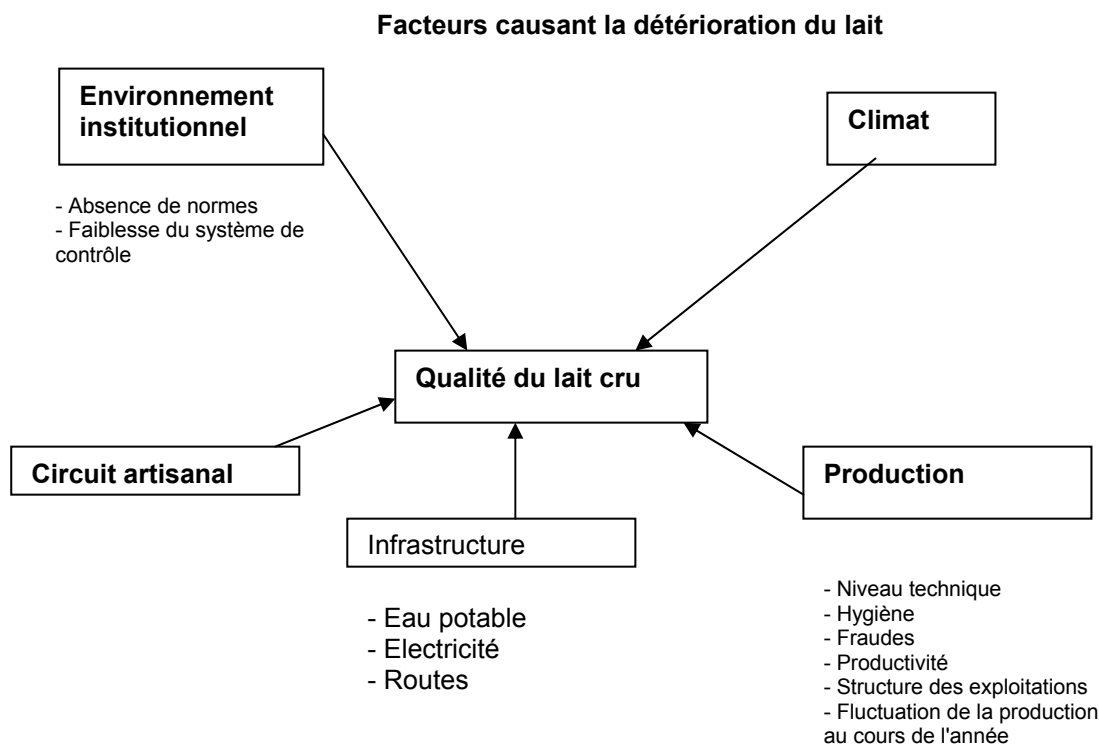 Facteurs causant la détérioration du lait
Environnement
institutionnel
- Absence de normes
- Faiblesse du système de
contrôle
Climat
Qualité du lait cru
Circuit artisanal
Infrastructure
- Eau potable
- Electricité
- Routes
Production
- Niveau technique
- Hygiène
- Fraudes
- Productivité
- Structure des exploitations
- Fluctuation de la production
au cours de l'année